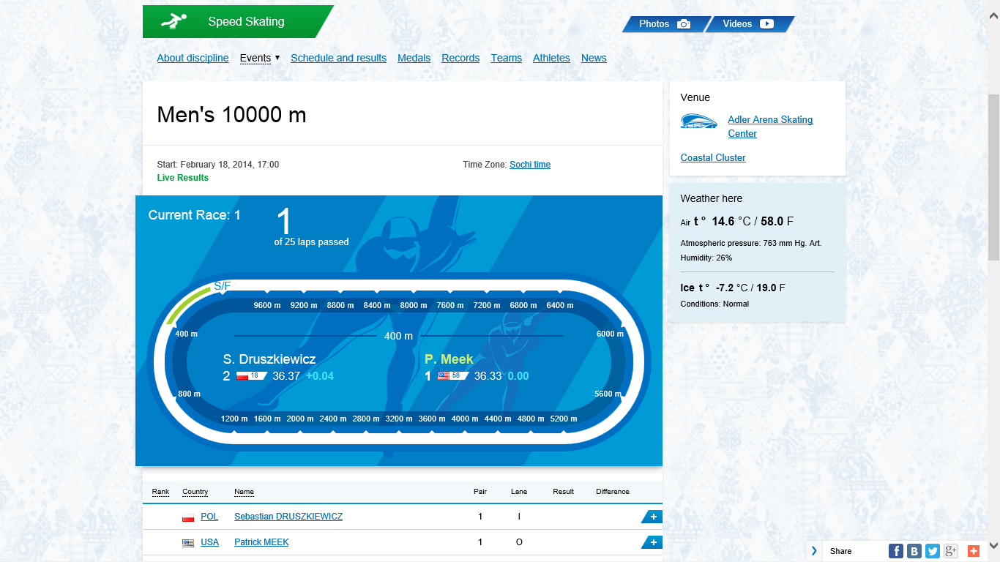 Speed Skating
Photos
Videos
About discipline Events ▼ Schedule and results Medals Records Teams Athletes News
Men's 10000 m
Start: February 18, 2014, 17:00
Time Zone: Sochi time
Live Results
Venue
Adler Arena Skating
Center
Coastal Cluster
Weather here
Air t ° 14.6 °C / 58.0 F
Atmospheric pressure: 763 mm Hg. Art.
Humidity: 26%
Ice t ° -7.2 °C / 19.0 F
Conditions: Normal
Current Race: 1
1
of 25 laps passed
S/F
9600 m 9200 m 8800 m 8400 m 8000 m 7600 m 7200 m 6800 m 6400 m
400 m
6000 m
400 m
S. Druszkiewicz
2 18 36.37 +0.04
P. Meek
1 58 36.33 0.00
800 m
5600 m
1200 m 1600 m 2000 m 2400 m 2800 m 3200 m 3600 m 4000 m 4400 m 4800 m 5200 m
Rank Country Name Pair Lane Result Difference
POL Sebastian DRUSZKIEWICZ 1 I +
USA Patrick MEEK 1 O +
Share f B g+ +